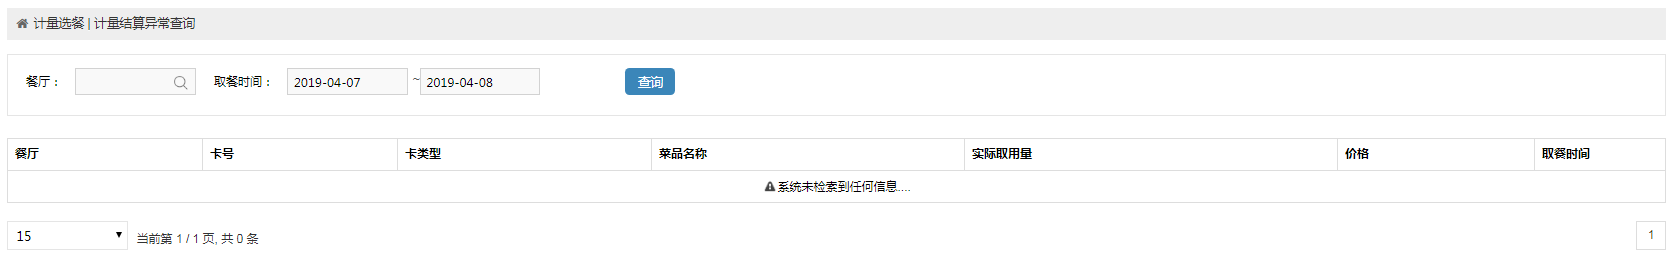 计量选餐 | 计量结算异常查询
餐厅： 取餐时间： 2019-04-07 ~ 2019-04-08 查询
餐厅 卡号 卡类型 菜品名称 实际取用量 价格 取餐时间
系统未检索到任何信息....
15 当前第 1 / 1 页, 共 0 条 1